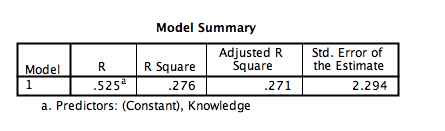 Model Summary
Model R R Square Adjusted R Square Std. Error of the Estimate
1 .525a .276 .271 2.294
a. Predictors: (Constant), Knowledge